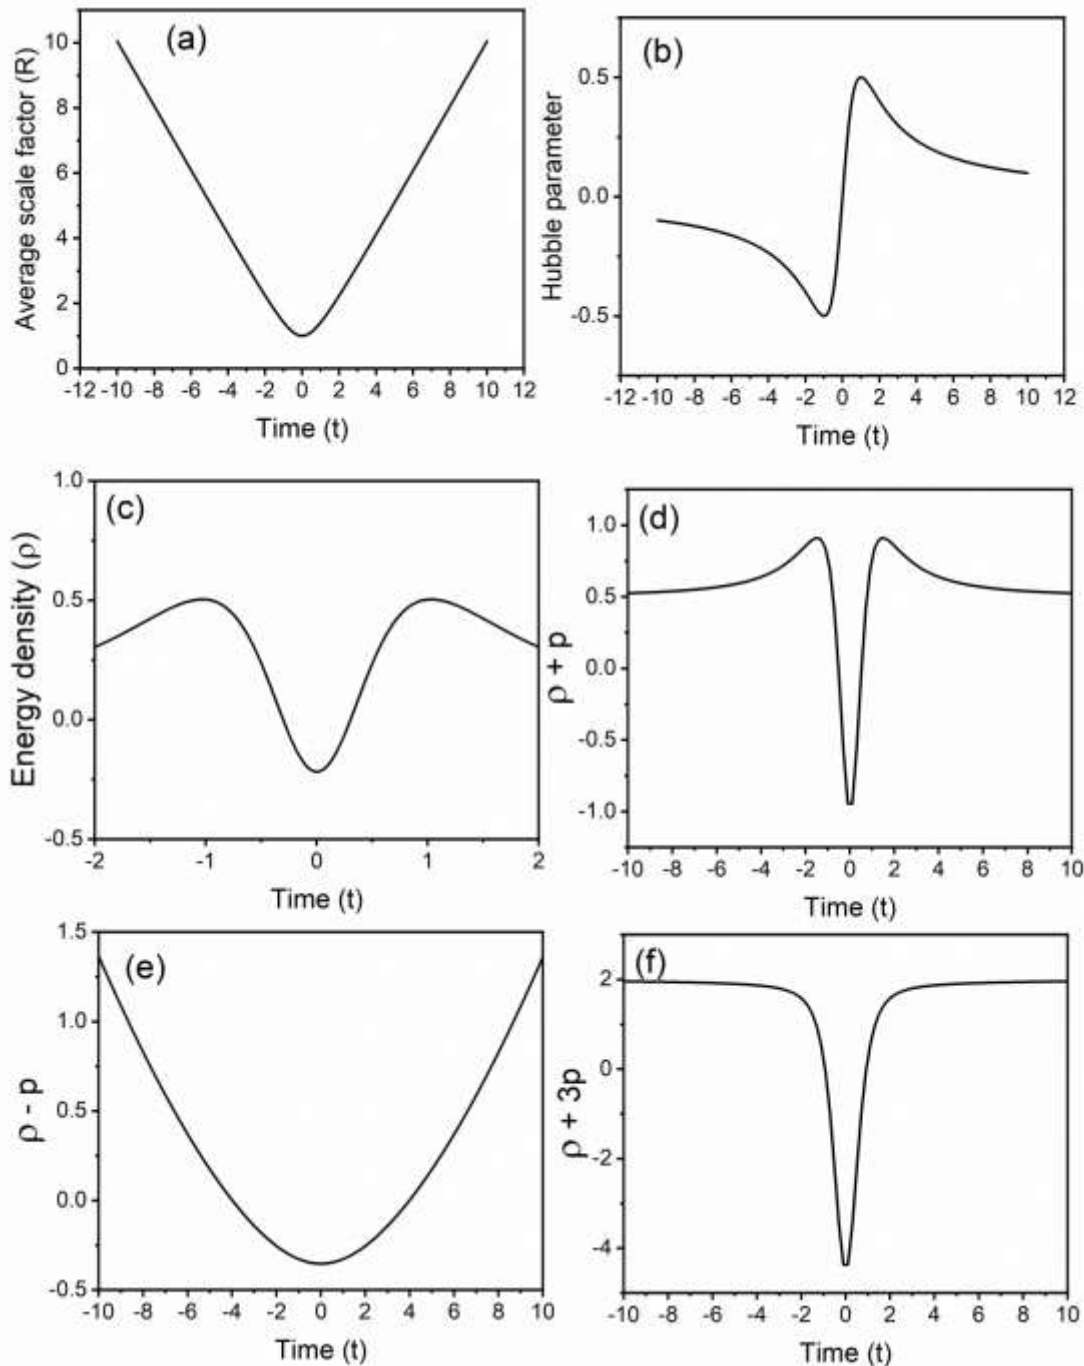 (a)
Average scale factor (R)
10
8
6
4
2
0
-12 -10 -8 -6 -4 -2 0 2 4 6 8 10 12
Time (t)
(b)
Hubble parameter
0.5
0.0
-0.5
-12 -10 -8 -6 -4 -2 0 2 4 6 8 10 12
Time (t)
(c)
Energy density (ρ)
1.0
0.5
0.0
-0.5
-2 -1 0 1 2
Time (t)
(d)
ρ + p
1.0
0.5
0.0
-0.5
-1.0
-10 -8 -6 -4 -2 0 2 4 6 8 10
Time (t)
(e)
ρ - p
1.5
1.0
0.5
0.0
-0.5
-10 -8 -6 -4 -2 0 2 4 6 8 10
Time (t)
(f)
ρ + 3p
2
0
-2
-4
-10 -8 -6 -4 -2 0 2 4 6 8 10
Time (t)